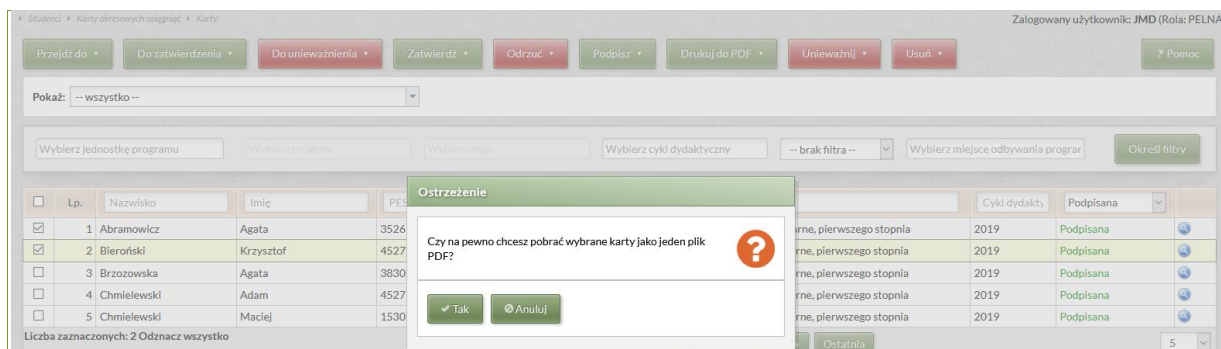 Studenci Karty okresowych osiągnięć Karty
Zalogowany użytkownik: JMD (Rola: PELNA
Przejdź do Do zatwierdzenia Do unieważnienia Zatwierdź Odrzuć Podpisz Drukuj do PDF Unieważnij Usuń ? Pomoc
Pokaż: -- wszystko --
Wybierz jednostkę programu Wybierz program Wybierz etap Wybierz cykl dydaktyczny -- brak filtra -- Wybierz miejsce odbywania prograr Określ filtry
Ostrzeżenie
Lp. Nazwisko Imię PES Cykl dydakty Podpisana
1 Abramowicz Agata 3526 arne, pierwszego stopnia 2019 Podpisana
Czy na pewno chcesz pobrać wybrane karty jako jeden plik
PDF?
2 Bieroński Krzysztof 4527 rne, pierwszego stopnia 2019 Podpisana
3 Brzozowska Agata 3830 rne, pierwszego stopnia 2019 Podpisana
4 Chmielewski Adam 4527 rne, pierwszego stopnia 2019 Podpisana
Tak Anuluj
5 Chmielewski Maciej 1530 rne, pierwszego stopnia 2019 Podpisana
Liczba zaznaczonych: 2 Odznacz wszystko Ostatnia 5